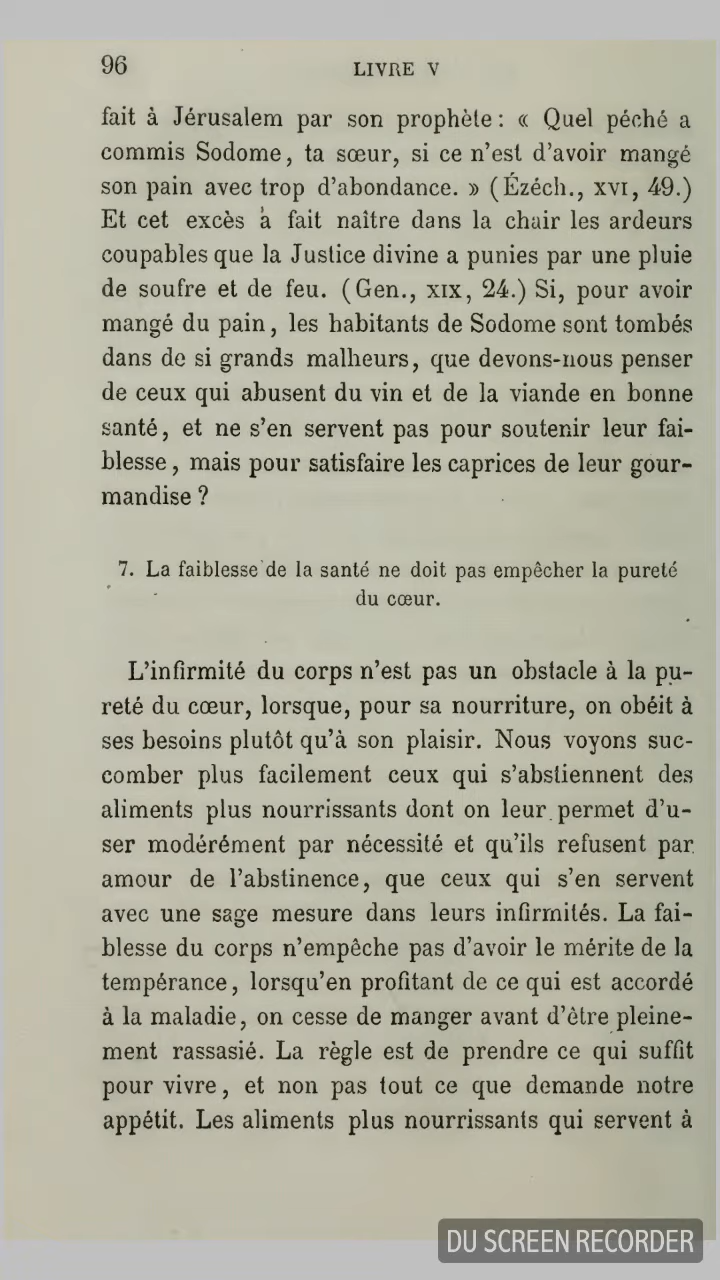 96
LIVRE V
fait à Jérusalem par son prophète : « Quel péché a
commis Sodome, ta sœur, si ce n'est d'avoir mangé
son pain avec trop d'abondance. » (Ézéch., XVI, 49.)
Et cet excès a fait naître dans la chair les ardeurs
coupables que la Justice divine a punies par une pluie
de soufre et de feu. (Gen., XIX, 24.) Si, pour avoir
mangé du pain, les habitants de Sodome sont tombés
dans de si grands malheurs, que devons-nous penser
de ceux qui abusent du vin et de la viande en bonne
santé, et ne s'en servent pas pour soutenir leur fai-
blesse, mais pour satisfaire les caprices de leur gour-
mandise ?
7. La faiblesse de la santé ne doit pas empêcher la pureté
du cœur.
L'infirmité du corps n'est pas un obstacle à la pu-
reté du cœur, lorsque, pour sa nourriture, on obéit à
ses besoins plutôt qu'à son plaisir. Nous voyons suc-
comber plus facilement ceux qui s'abstiennent des
aliments plus nourrissants dont on leur permet d'u-
ser modérément par nécessité et qu'ils refusent par
amour de l'abstinence, que ceux qui s'en servent
avec une sage mesure dans leurs infirmités. La fai-
blesse du corps n'empêche pas d'avoir le mérite de la
tempérance, lorsqu'en profitant de ce qui est accordé
à la maladie, on cesse de manger avant d'être pleine-
ment rassasié. La règle est de prendre ce qui suffit
pour vivre, et non pas tout ce que demande notre
appétit. Les aliments plus nourrissants qui servent à
DU SCREEN RECORDER